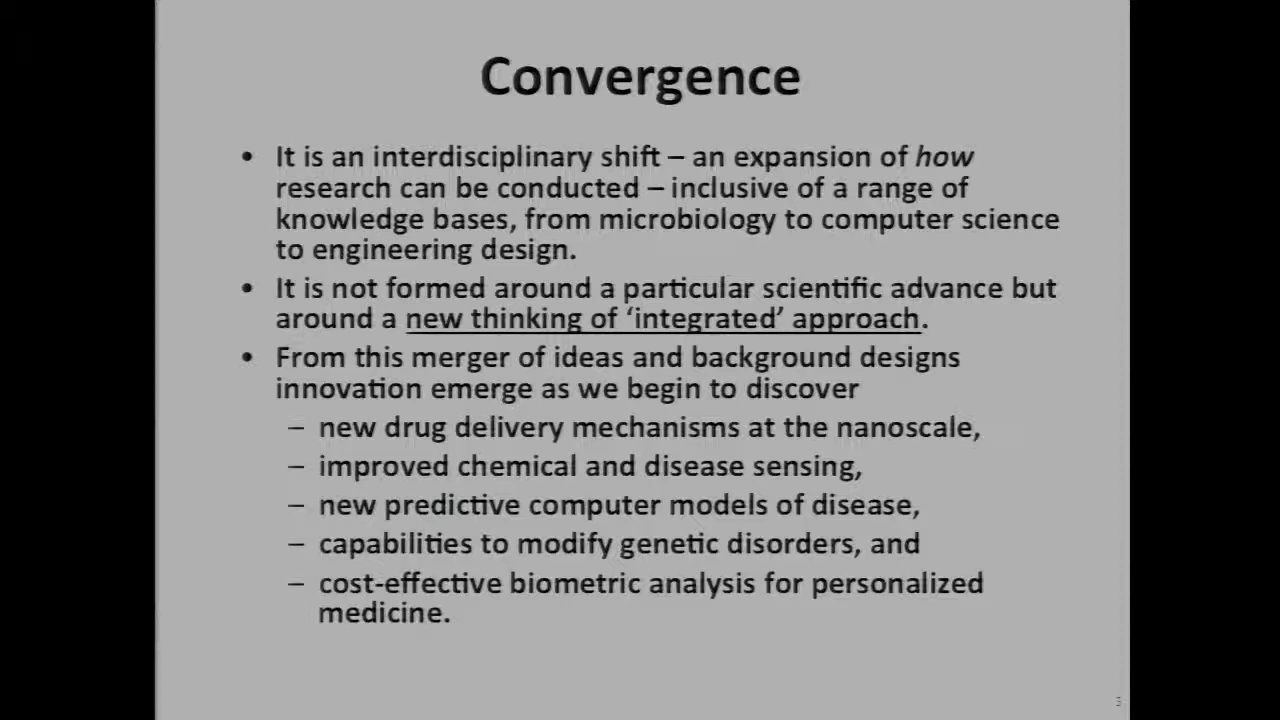 Convergence
• It is an interdisciplinary shift – an expansion of how
research can be conducted – inclusive of a range of
knowledge bases, from microbiology to computer science
to engineering design.
• It is not formed around a particular scientific advance but
around a new thinking of ‘integrated’ approach.
• From this merger of ideas and background designs
innovation emerge as we begin to discover
– new drug delivery mechanisms at the nanoscale,
– improved chemical and disease sensing,
– new predictive computer models of disease,
– capabilities to modify genetic disorders, and
– cost-effective biometric analysis for personalized
medicine.